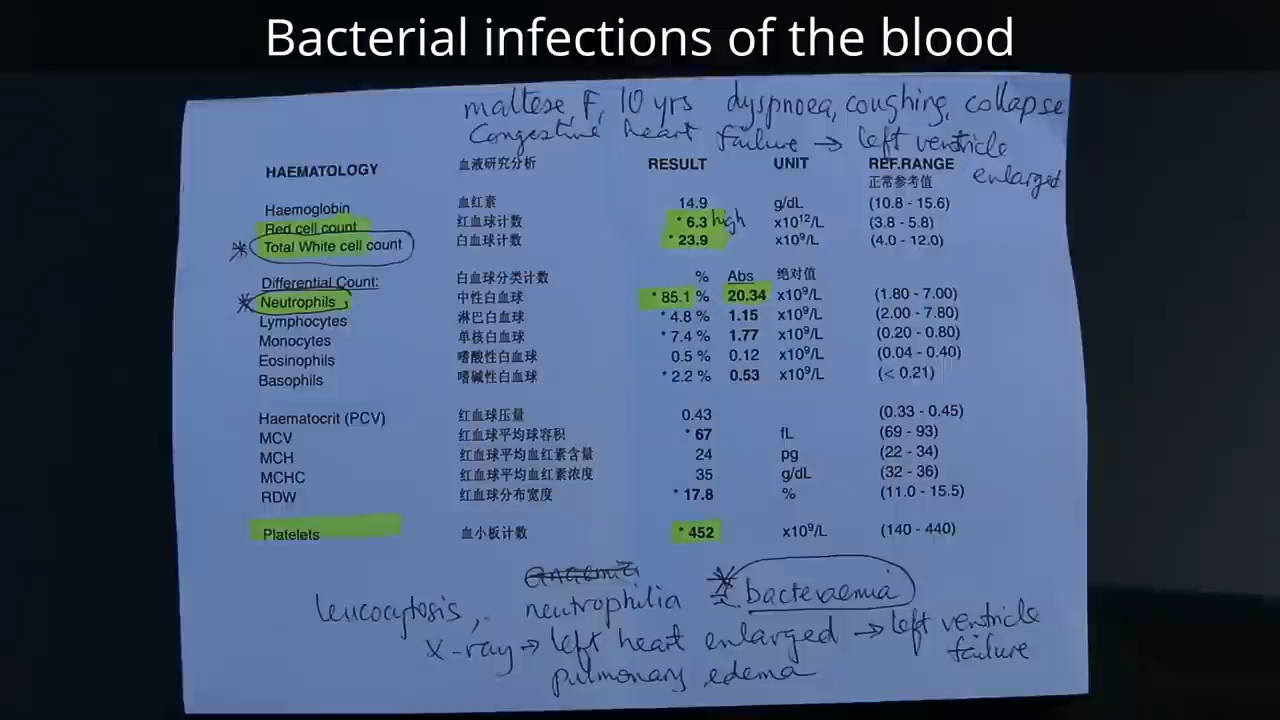 Bacterial infections of the blood
maltese, F, 10 yrs dyspnoea, coughing, collapse
Congestive heart failure → left ventricle enlarged
HAEMATOLOGY 血液研究分析 RESULT UNIT REF.RANGE
正常参考值
Haemoglobin 血红素 14.9 g/dL (10.8 - 15.6)
Red cell count 红血球计数 * 6.3 high x10¹²/L (3.8 - 5.8)
* Total White cell count 白血球计数 * 23.9 x10⁹/L (4.0 - 12.0)
Differential Count: 白血球分类计数 % Abs 绝对值
* Neutrophils 中性白血球 * 85.1 % 20.34 x10⁹/L (1.80 - 7.00)
Lymphocytes 淋巴白血球 * 4.8 % 1.15 x10⁹/L (2.00 - 7.80)
Monocytes 单核白血球 * 7.4 % 1.77 x10⁹/L (0.20 - 0.80)
Eosinophils 嗜酸性白血球 0.5 % 0.12 x10⁹/L (0.04 - 0.40)
Basophils 嗜碱性白血球 * 2.2 % 0.53 x10⁹/L (< 0.21)
Haematocrit (PCV) 红血球压量 0.43 (0.33 - 0.45)
MCV 红血球平均球容积 * 67 fL (69 - 93)
MCH 红血球平均血红素含量 24 pg (22 - 34)
MCHC 红血球平均血红素浓度 35 g/dL (32 - 36)
RDW 红血球分布宽度 * 17.8 % (11.0 - 15.5)
Platelets 血小板计数 * 452 x10⁹/L (140 - 440)
anaemia
leucocytosis, neutrophilia * bacteraemia
X-ray → left heart enlarged → left ventricle failure
pulmonary edema